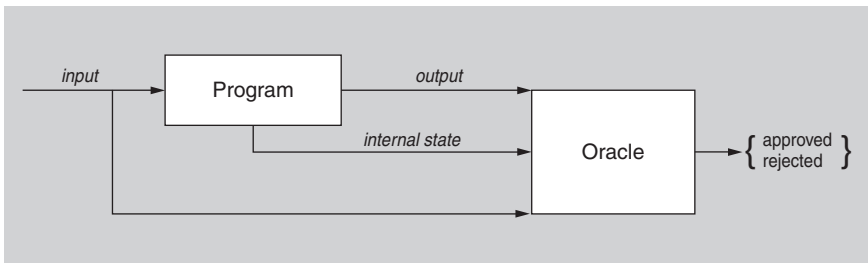 input
Program
output
internal state
Oracle
{ approved
rejected }